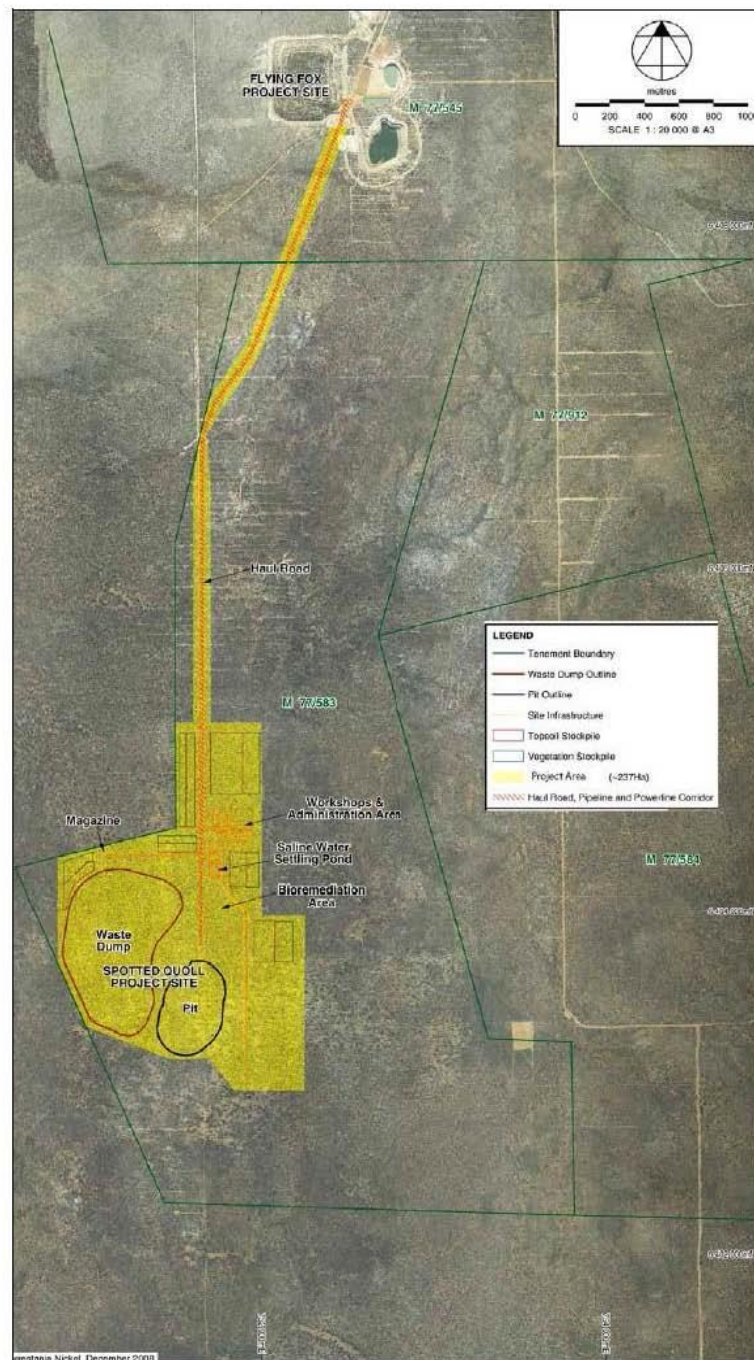 FLYING FOX
PROJECT SITE
M 77/545
metres
0 200 400 600 800 1000
SCALE 1 : 20 000 @ A3
M 77/912
Haul Road
LEGEND
Tenement Boundary
Waste Dump Outline
Pit Outline
Site Infrastructure
Topsoil Stockpile
Vegetation Stockpile
Project Area (~237Ha)
Haul Road, Pipeline and Powerline Corridor
M 77/583
Workshops &
Administration Area
Magazine
Saline Water
Settling Pond
M 77/584
Bioremediation
Area
Waste
Dump
SPOTTED QUOLL
PROJECT SITE
Pit
Nickel, December 2008